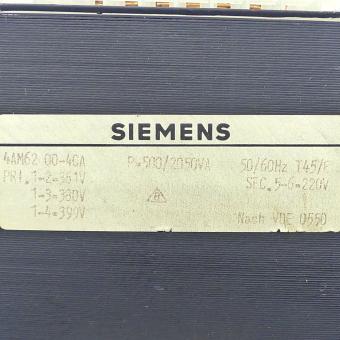 SIEMENS
4AM62 00-4CA P=500/2050VA 50/60Hz T45/E
PRI. 1-2=361V SEC. 5-6=220V
1-3=380V
1-4=399V Nach VDE 0550